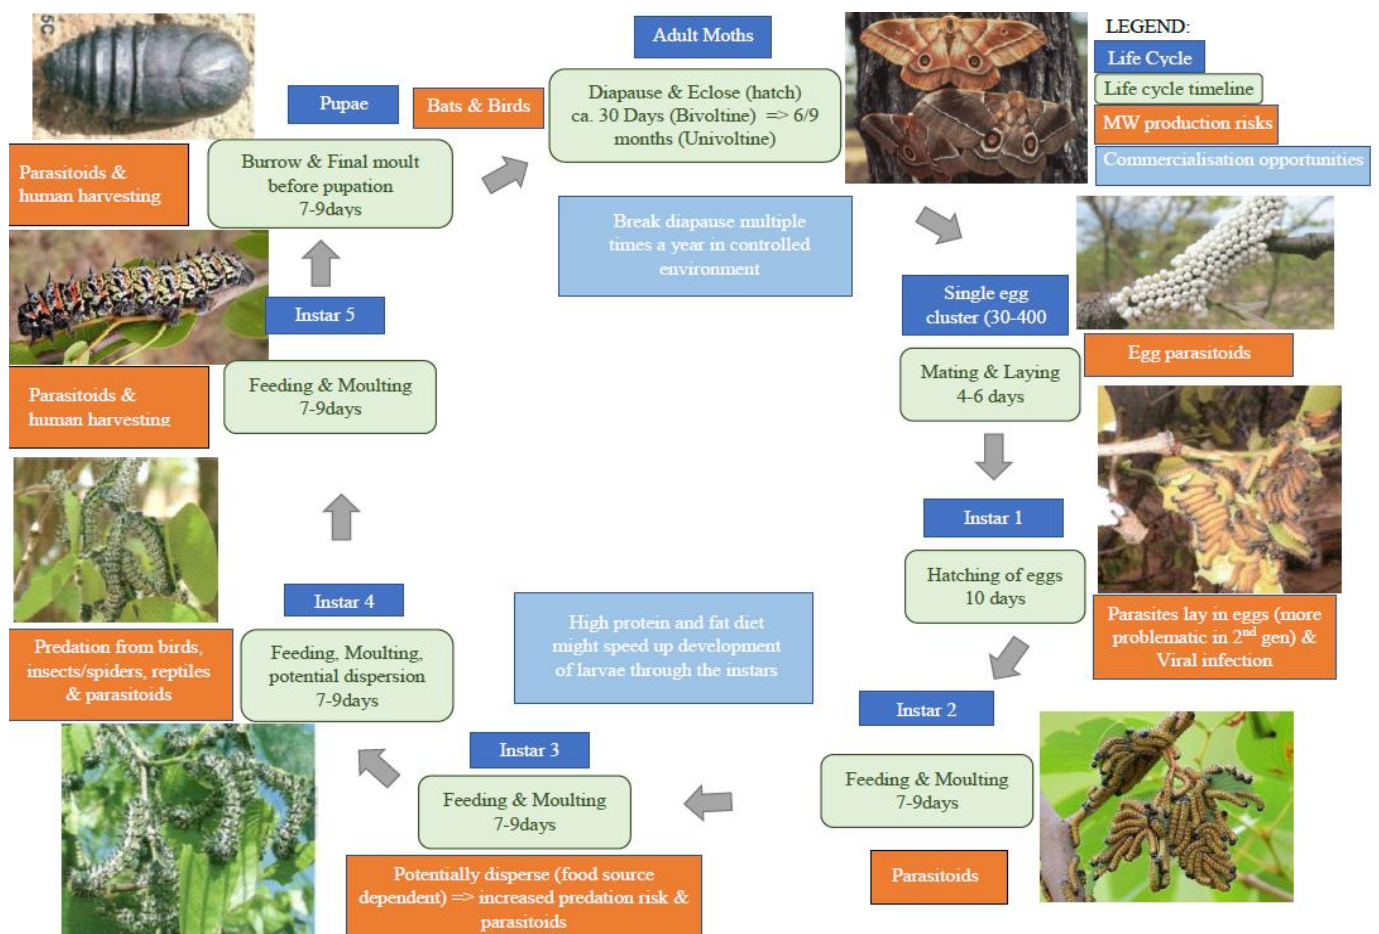 5C
Adult Moths
Diapause & Eclose (hatch)
ca. 30 Days (Bivoltine) => 6/9
months (Univoltine)
LEGEND:
Life Cycle
Life cycle timeline
MW production risks
Commercialisation opportunities
Pupae
Bats & Birds
Burrow & Final moult
before pupation
7-9days
Parasitoids &
human harvesting
Break diapause multiple
times a year in controlled
environment
Single egg
cluster (30-400
Egg parasitoids
Mating & Laying
4-6 days
Instar 5
Feeding & Moulting
7-9days
Parasitoids &
human harvesting
Instar 1
Hatching of eggs
10 days
Parasites lay in eggs (more
problematic in 2nd gen) &
Viral infection
Instar 4
Feeding, Moulting,
potential dispersion
7-9days
Predation from birds,
insects/spiders, reptiles
& parasitoids
High protein and fat diet
might speed up development
of larvae through the instars
Instar 2
Feeding & Moulting
7-9days
Parasitoids
Instar 3
Feeding & Moulting
7-9days
Potentially disperse (food source
dependent) => increased predation risk &
parasitoids